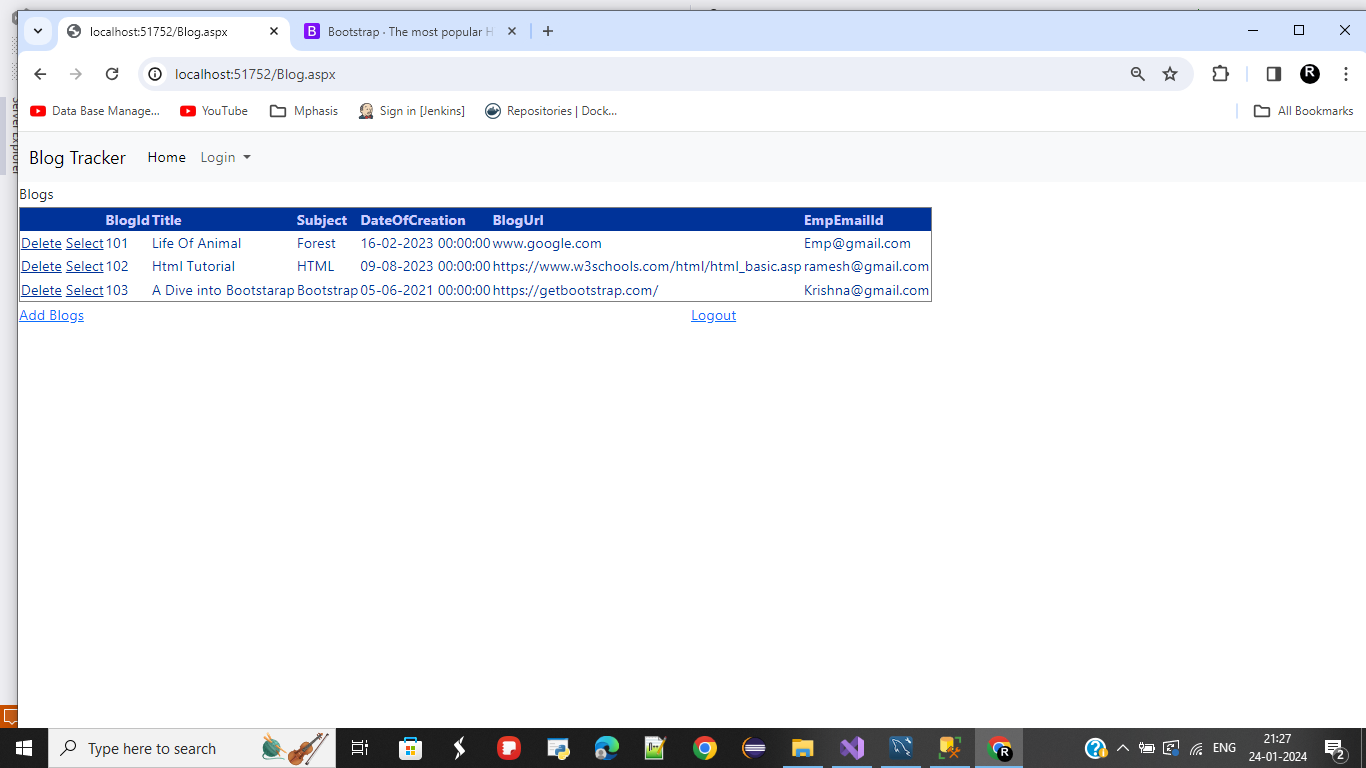 localhost:51752/Blog.aspx
Bootstrap · The most popular H
localhost:51752/Blog.aspx
R
Data Base Manage...
YouTube
Mphasis
Sign in [Jenkins]
Repositories | Dock...
All Bookmarks
Server Explorer
Blog Tracker Home Login
Blogs
BlogId Title Subject DateOfCreation BlogUrl EmpEmailId
Delete Select 101 Life Of Animal Forest 16-02-2023 00:00:00 www.google.com Emp@gmail.com
Delete Select 102 Html Tutorial HTML 09-08-2023 00:00:00 https://www.w3schools.com/html/html_basic.asp ramesh@gmail.com
Delete Select 103 A Dive into Bootstarap Bootstrap 05-06-2021 00:00:00 https://getbootstrap.com/ Krishna@gmail.com
Add Blogs Logout
Type here to search
ENG
21:27
24-01-2024
2